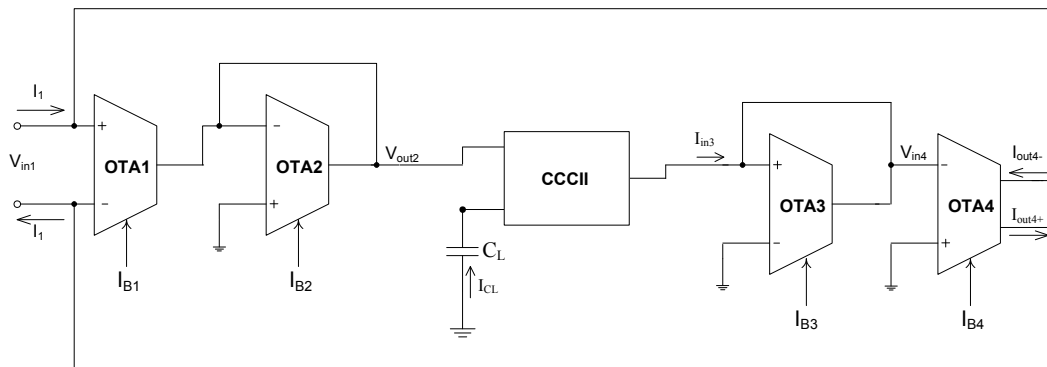 I1
+
OTA1
−
Vin1
I1
IB1
−
OTA2
+
IB2
Vout2
CCCII
CL
ICL
Iin3
+
OTA3
−
IB3
Vin4
−
OTA4
+
IB4
Iout4-
Iout4+